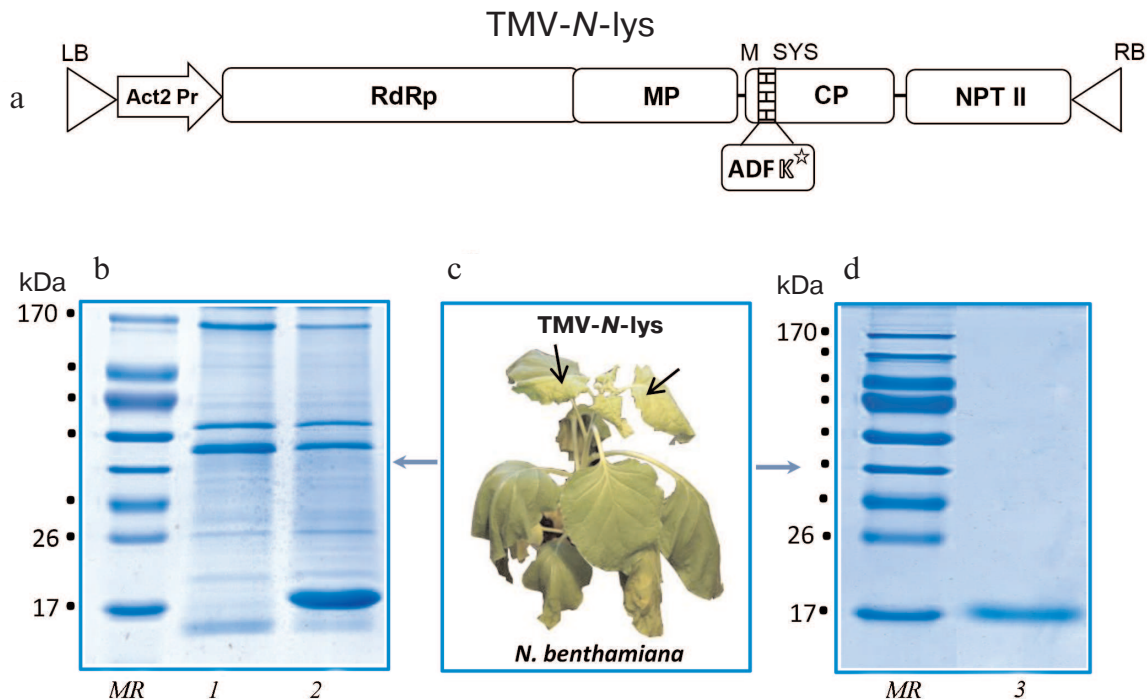 TMV-N-lys
LB
M SYS
RB
a
Act2 Pr
RdRp
MP
CP
NPT II
ADF 𝕂☆
b
kDa
170
26
17
MR 1 2
c
TMV-N-lys
N. benthamiana
d
kDa
170
26
17
MR 3